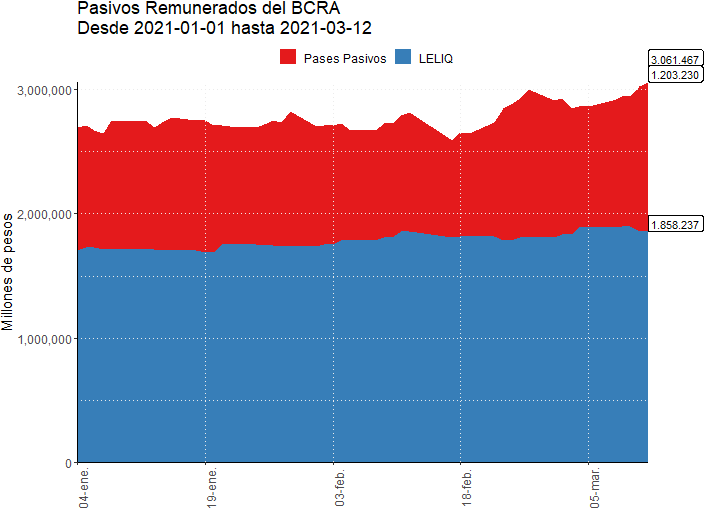 Pasivos Remunerados del BCRA
Desde 2021-01-01 hasta 2021-03-12
Pases Pasivos
LELIQ
3.061.467
1.203.230
1.858.237
Millones de pesos
3,000,000
2,000,000
1,000,000
0
04-ene.
19-ene.
03-feb.
18-feb.
05-mar.